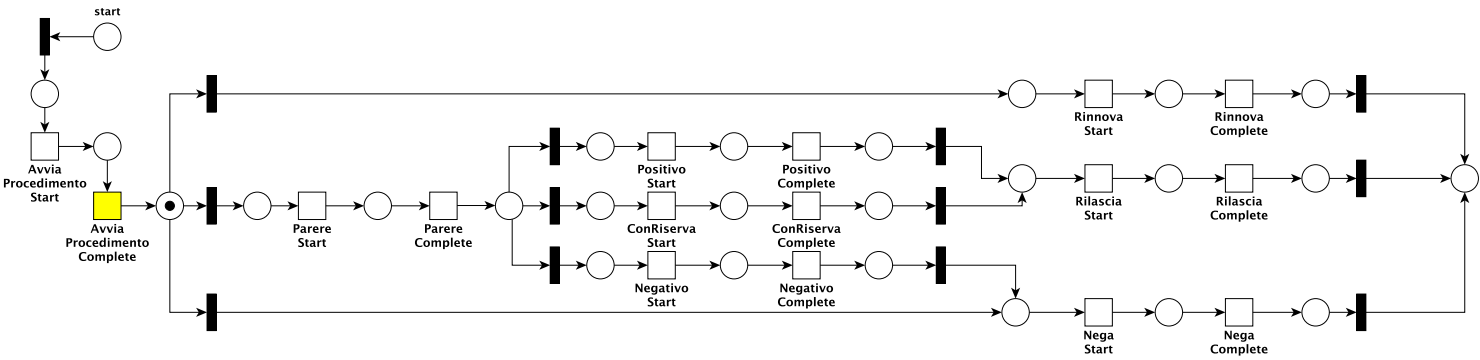 start
Avvia
Procedimento
Start
Avvia
Procedimento
Complete
Parere
Start
Parere
Complete
Positivo
Start
Positivo
Complete
ConRiserva
Start
ConRiserva
Complete
Negativo
Start
Negativo
Complete
Rinnova
Start
Rinnova
Complete
Rilascia
Start
Rilascia
Complete
Nega
Start
Nega
Complete